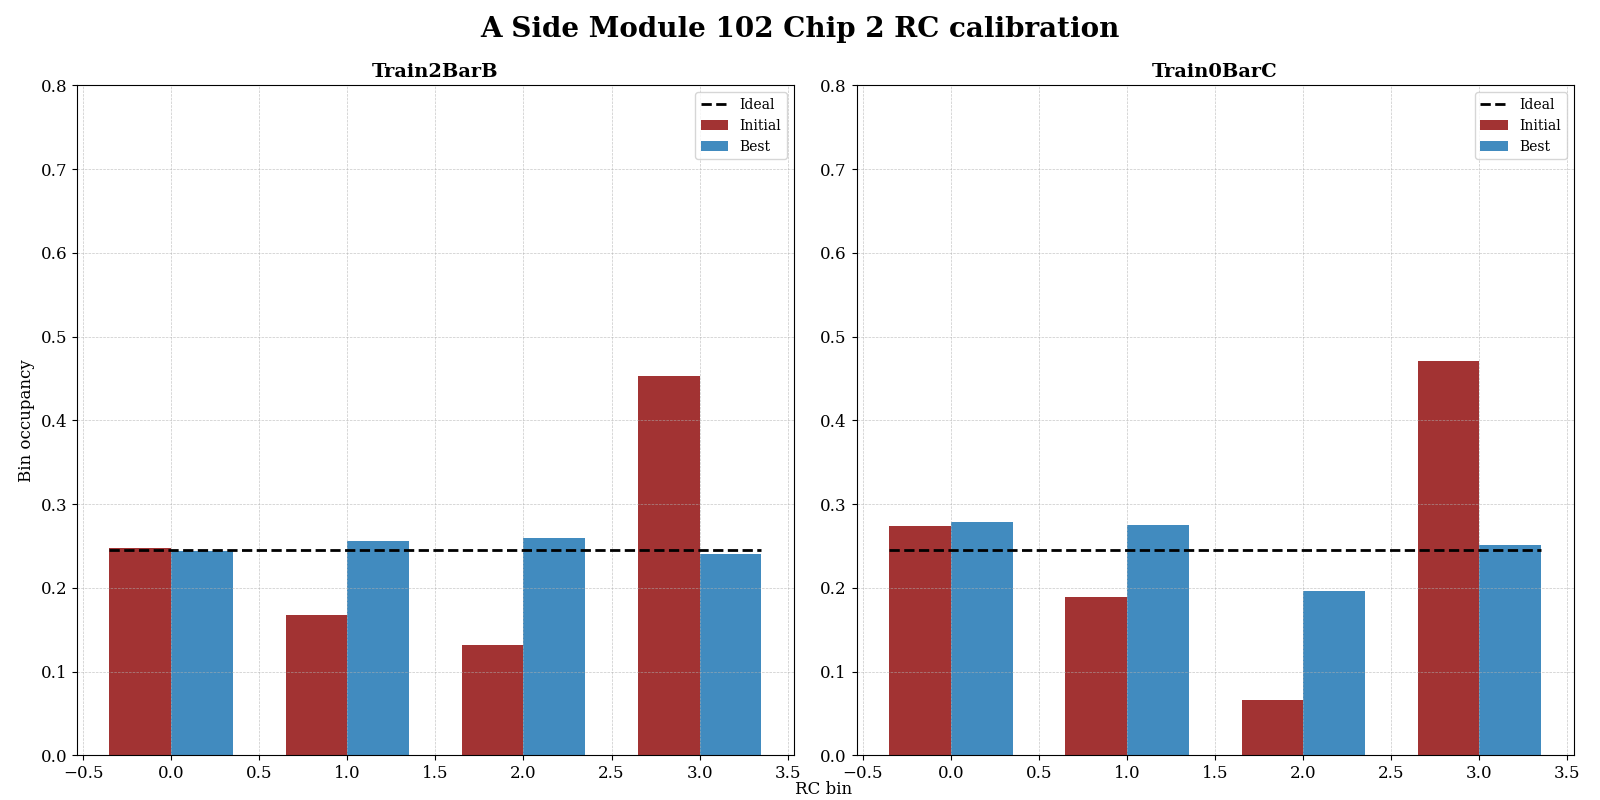 A Side Module 102 Chip 2 RC calibration
Train2BarB
Train0BarC
Bin occupancy
0.8
0.7
0.6
0.5
0.4
0.3
0.2
0.1
0.0
−0.5 0.0 0.5 1.0 1.5 2.0 2.5 3.0 3.5
Ideal
Initial
Best
0.8
0.7
0.6
0.5
0.4
0.3
0.2
0.1
0.0
−0.5 0.0 0.5 1.0 1.5 2.0 2.5 3.0 3.5
Ideal
Initial
Best
RC bin